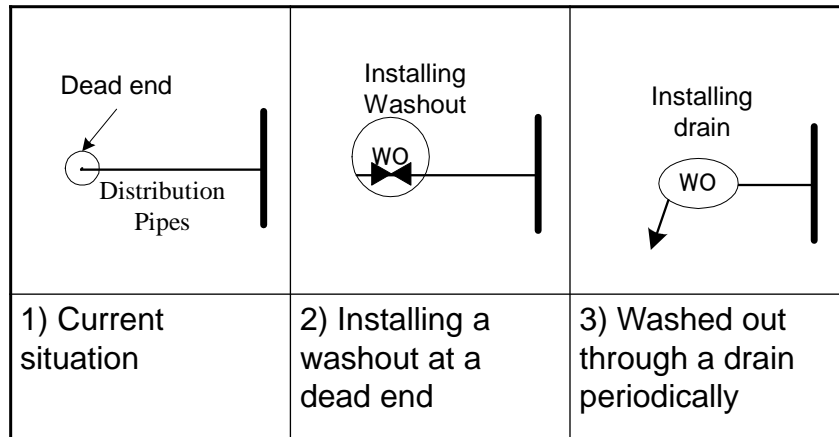 Dead end
Distribution
Pipes
Installing
Washout
WO
Installing
drain
WO
1) Current
situation
2) Installing a
washout at a
dead end
3) Washed out
through a drain
periodically